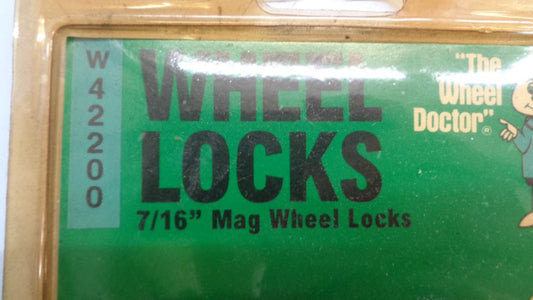 W42200
WHEEL
LOCKS
7/16” Mag Wheel Locks
"The
Wheel
Doctor"®